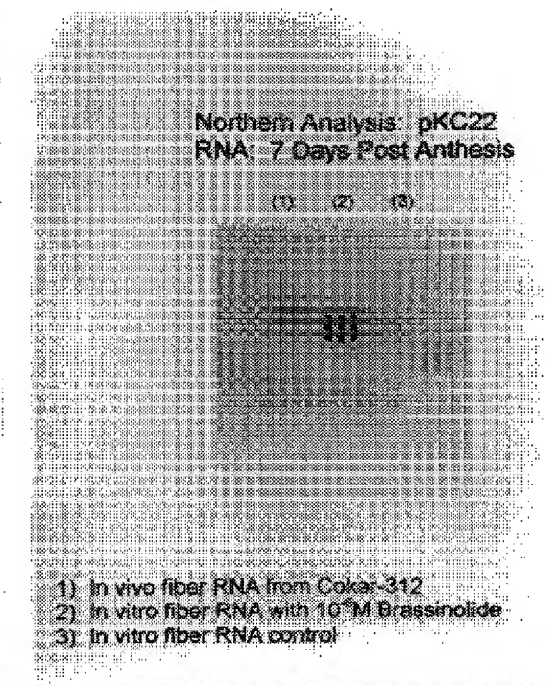 Northern Analysis: pKC22
RNA: 7 Days Post Anthesis
(1) (2) (3)
1) In vivo fiber RNA from Coker-312
2) In vitro fiber RNA with Brassinolide
3) In vitro fiber RNA control